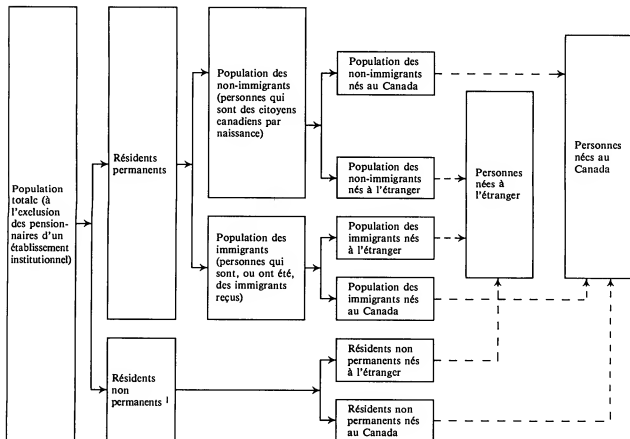 Population
totale (à
l'exclusion
des pension-
naires d'un
établissement
institutionnel)
Résidents
permanents
Résidents
non
permanents 1
Population des
non-immigrants
(personnes qui
sont des citoyens
canadiens par
naissance)
Population des
immigrants
(personnes qui
sont, ou ont été,
des immigrants
reçus)
Population des
non-immigrants
nés au Canada
Population des
non-immigrants
nés à l'étranger
Population des
immigrants nés
à l'étranger
Population des
immigrants nés
au Canada
Résidents non
permanents nés
à l'étranger
Résidents non
permanents nés
au Canada
Personnes
nées à
l'étranger
Personnes
nées au
Canada